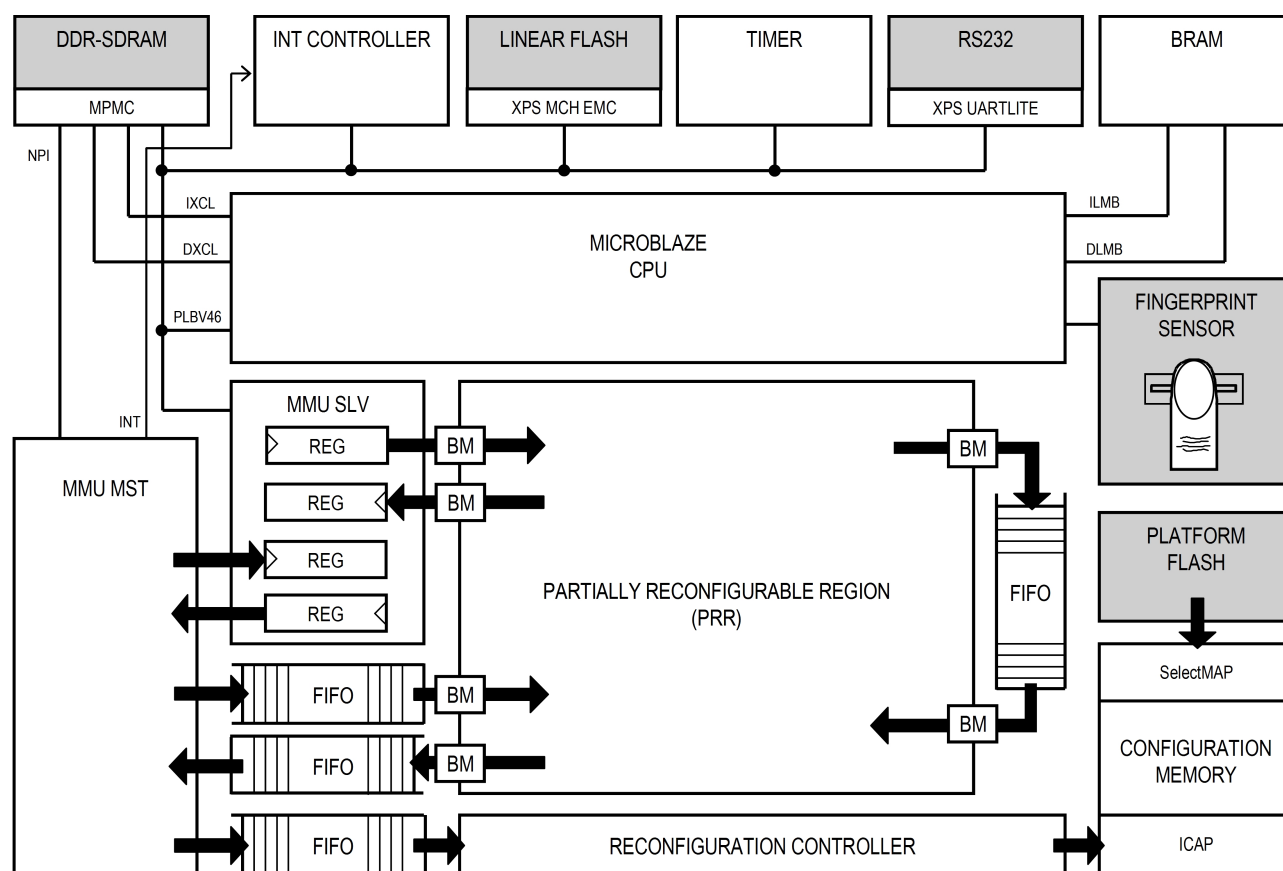 DDR-SDRAM
MPMC
INT CONTROLLER
LINEAR FLASH
XPS MCH EMC
TIMER
RS232
XPS UARTLITE
BRAM
NPI
IXCL
DXCL
PLBV46
MICROBLAZE
CPU
ILMB
DLMB
FINGERPRINT
SENSOR
INT
MMU MST
MMU SLV
REG
REG
REG
REG
BM
BM
BM
BM
PARTIALLY RECONFIGURABLE REGION
(PRR)
BM
FIFO
BM
PLATFORM
FLASH
SelectMAP
CONFIGURATION
MEMORY
ICAP
FIFO
FIFO
FIFO
RECONFIGURATION CONTROLLER